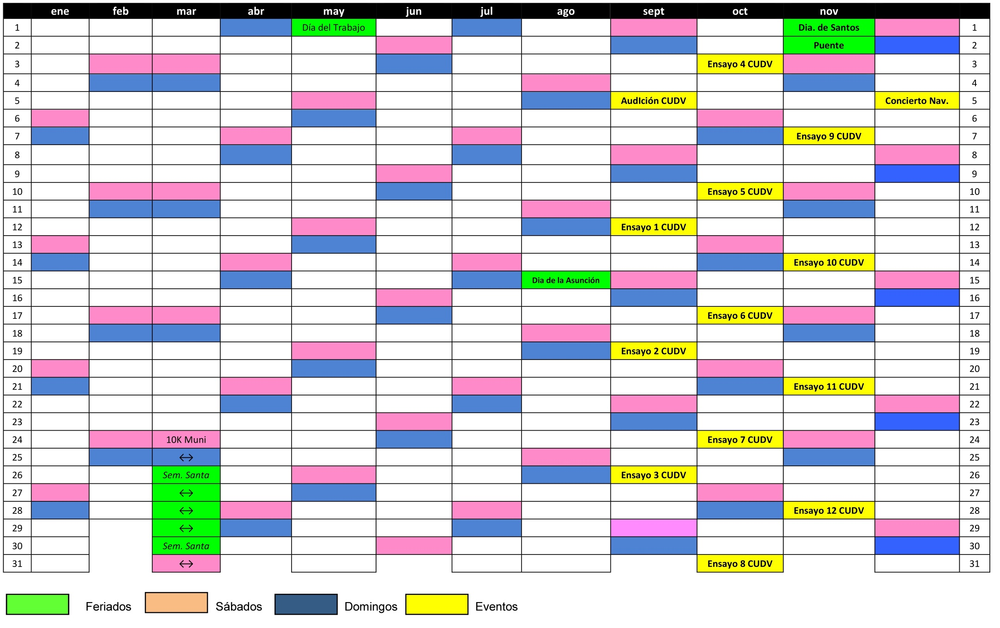 ene feb mar abr may jun jul ago sept oct nov
1 Día del Trabajo Dia. de Santos 1
2 Puente 2
3 Ensayo 4 CUDV 3
4 4
5 AudIción CUDV Concierto Nav. 5
6 6
7 Ensayo 9 CUDV 7
8 8
9 9
10 Ensayo 5 CUDV 10
11 11
12 Ensayo 1 CUDV 12
13 13
14 Ensayo 10 CUDV 14
15 Dia de la Asunción 15
16 16
17 Ensayo 6 CUDV 17
18 18
19 Ensayo 2 CUDV 19
20 20
21 Ensayo 11 CUDV 21
22 22
23 23
24 10K Muni Ensayo 7 CUDV 24
25 ↔ 25
26 Sem. Santa Ensayo 3 CUDV 26
27 ↔ 27
28 ↔ Ensayo 12 CUDV 28
29 ↔ 29
30 Sem. Santa 30
31 ↔ Ensayo 8 CUDV 31
Feriados Sábados Domingos Eventos